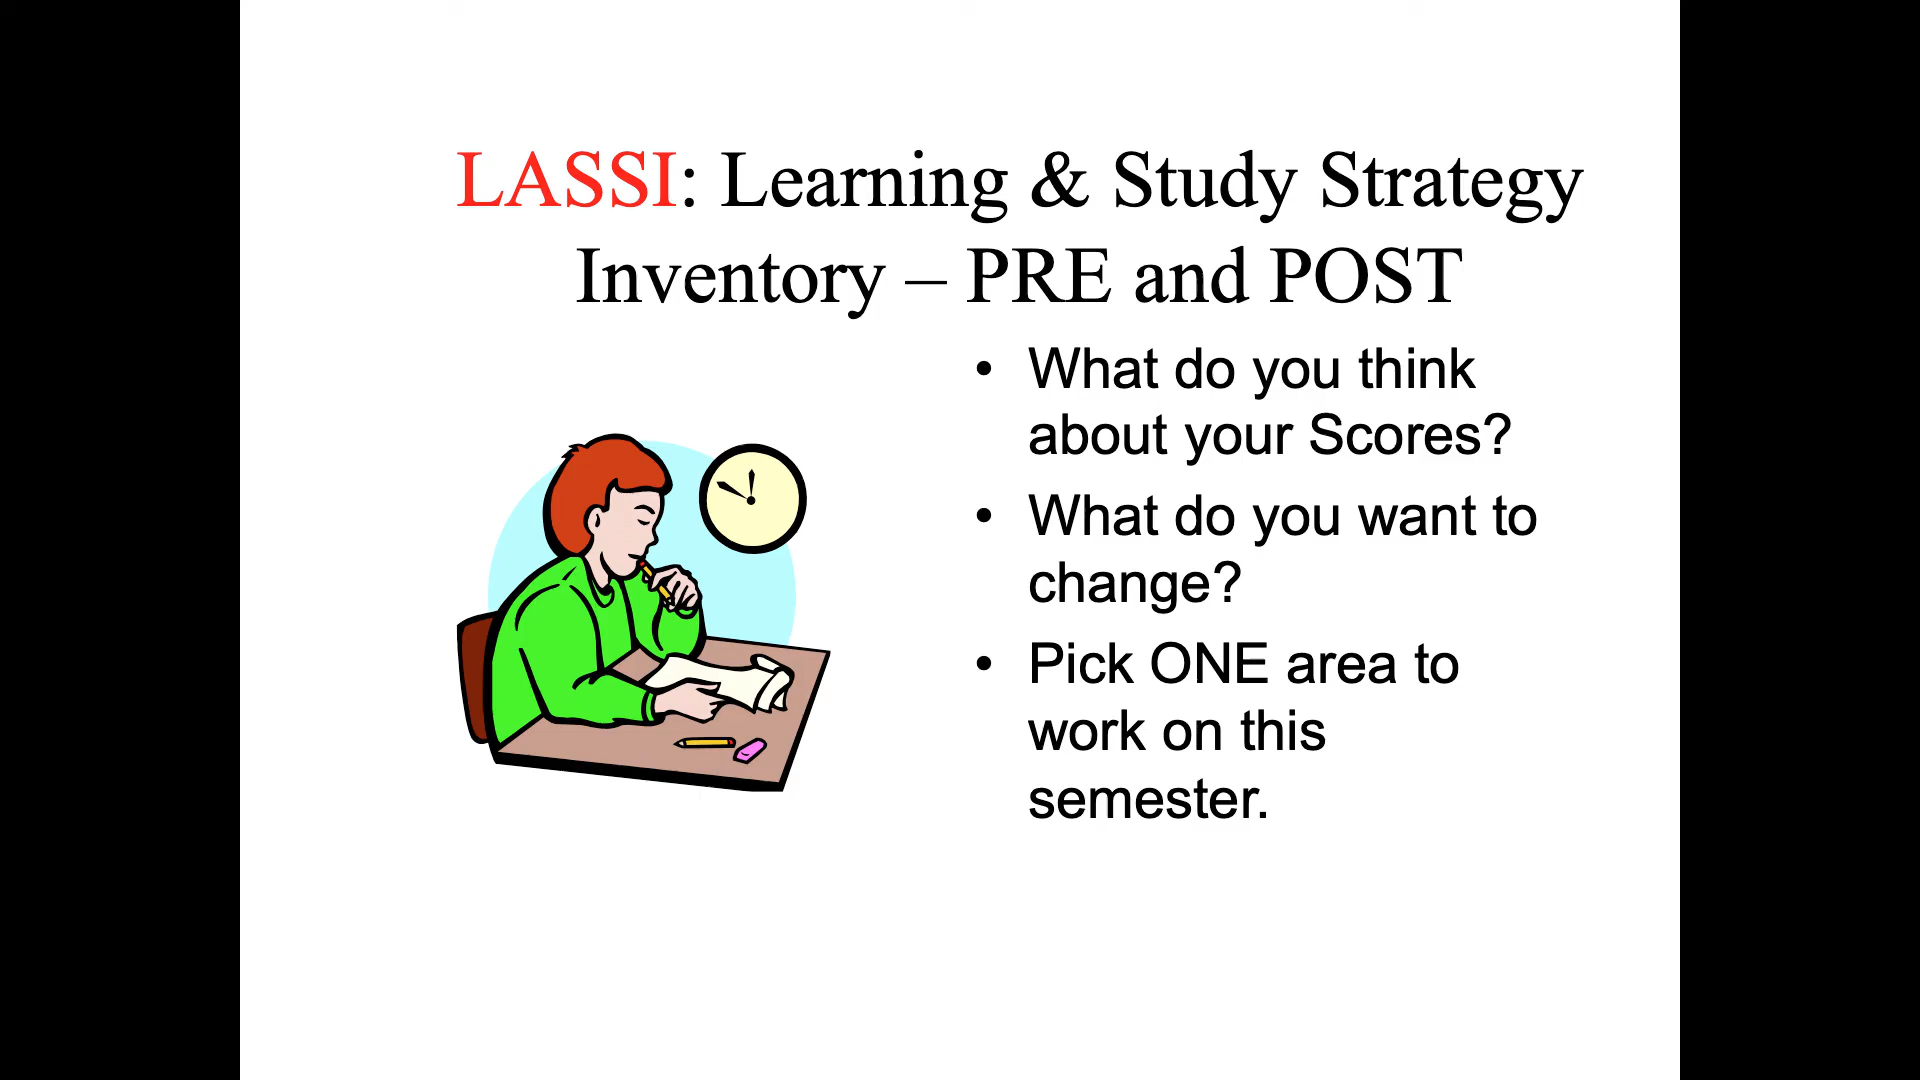 LASSI: Learning & Study Strategy
Inventory – PRE and POST
• What do you think
about your Scores?
• What do you want to
change?
• Pick ONE area to
work on this
semester.